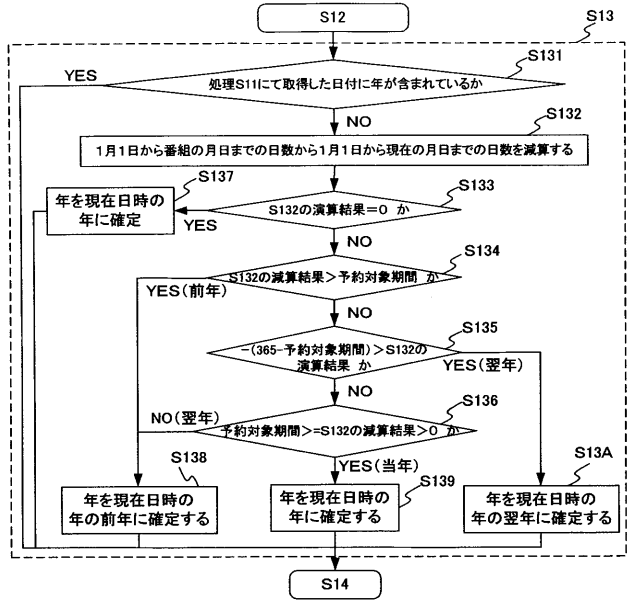 S12
S13
S131
YES
処理S11にて取得した日付に年が含まれているか
NO
S132
1月1日から番組の月日までの日数から1月1日から現在の月日までの日数を減算する
S137
S133
年を現在日時の
年に確定
YES
S132の演算結果=0 か
NO
S134
S132の減算結果>予約対象期間 か
YES(前年)
NO
S135
-(365-予約対象期間)>S132の
演算結果 か
YES(翌年)
NO
S136
NO(翌年)
予約対象期間>=S132の減算結果>0 か
YES(当年)
S138
S139
S13A
年を現在日時の
年の前年に確定する
年を現在日時の
年に確定する
年を現在日時の
年の翌年に確定する
S14